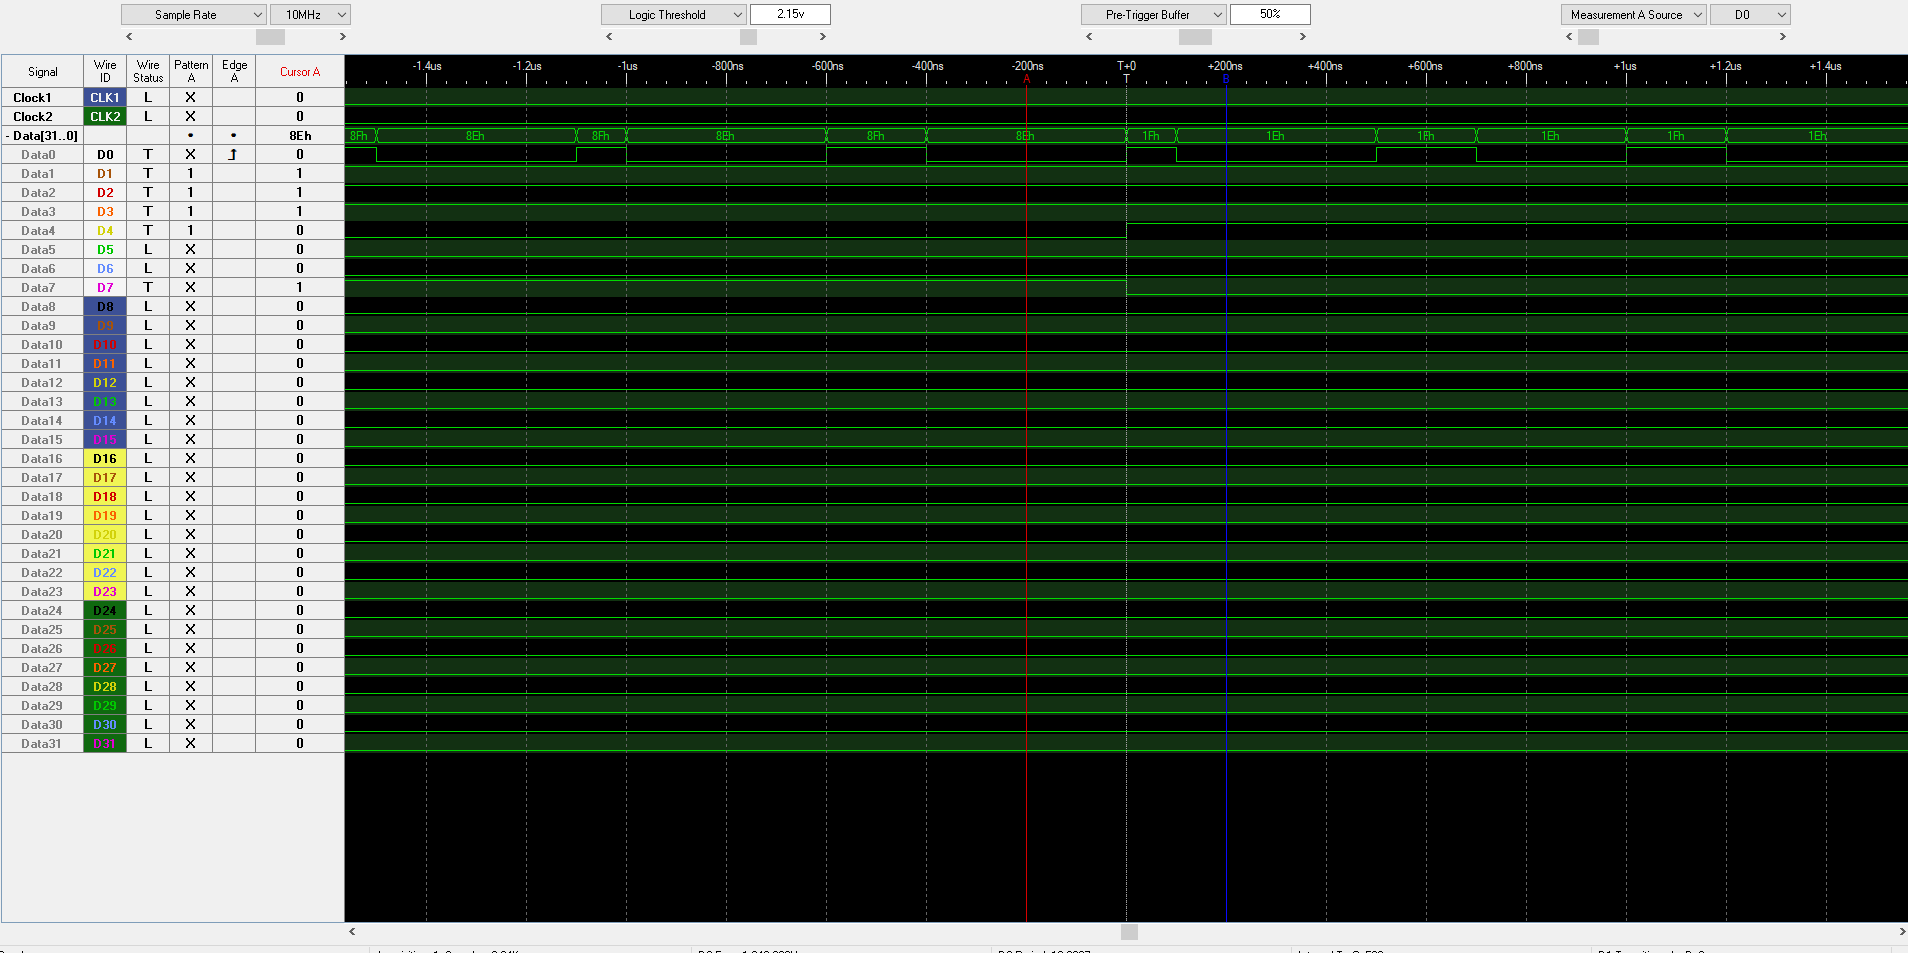 Sample Rate 10MHz Logic Threshold 2.15v Pre-Trigger Buffer 50% Measurement A Source D0
Signal Wire ID Wire Status Pattern A Edge A Cursor A
-1.4us -1.2us -1us -800ns -600ns -400ns -200ns T+0 +200ns +400ns +600ns +800ns +1us +1.2us +1.4us
A T B
Clock1 CLK1 L X 0
Clock2 CLK2 L X 0
- Data[31..0] • • 8Eh 8Fh 8Eh 8Fh 8Eh 8Fh 8Eh 1Fh 1Eh 1Fh 1Eh 1Fh 1Eh
Data0 D0 T X 0
Data1 D1 T 1 1
Data2 D2 T 1 1
Data3 D3 T 1 1
Data4 D4 T 1 0
Data5 D5 L X 0
Data6 D6 L X 0
Data7 D7 T X 1
Data8 D8 L X 0
Data9 D9 L X 0
Data10 D10 L X 0
Data11 D11 L X 0
Data12 D12 L X 0
Data13 D13 L X 0
Data14 D14 L X 0
Data15 D15 L X 0
Data16 D16 L X 0
Data17 D17 L X 0
Data18 D18 L X 0
Data19 D19 L X 0
Data20 D20 L X 0
Data21 D21 L X 0
Data22 D22 L X 0
Data23 D23 L X 0
Data24 D24 L X 0
Data25 D25 L X 0
Data26 D26 L X 0
Data27 D27 L X 0
Data28 D28 L X 0
Data29 D29 L X 0
Data30 D30 L X 0
Data31 D31 L X 0